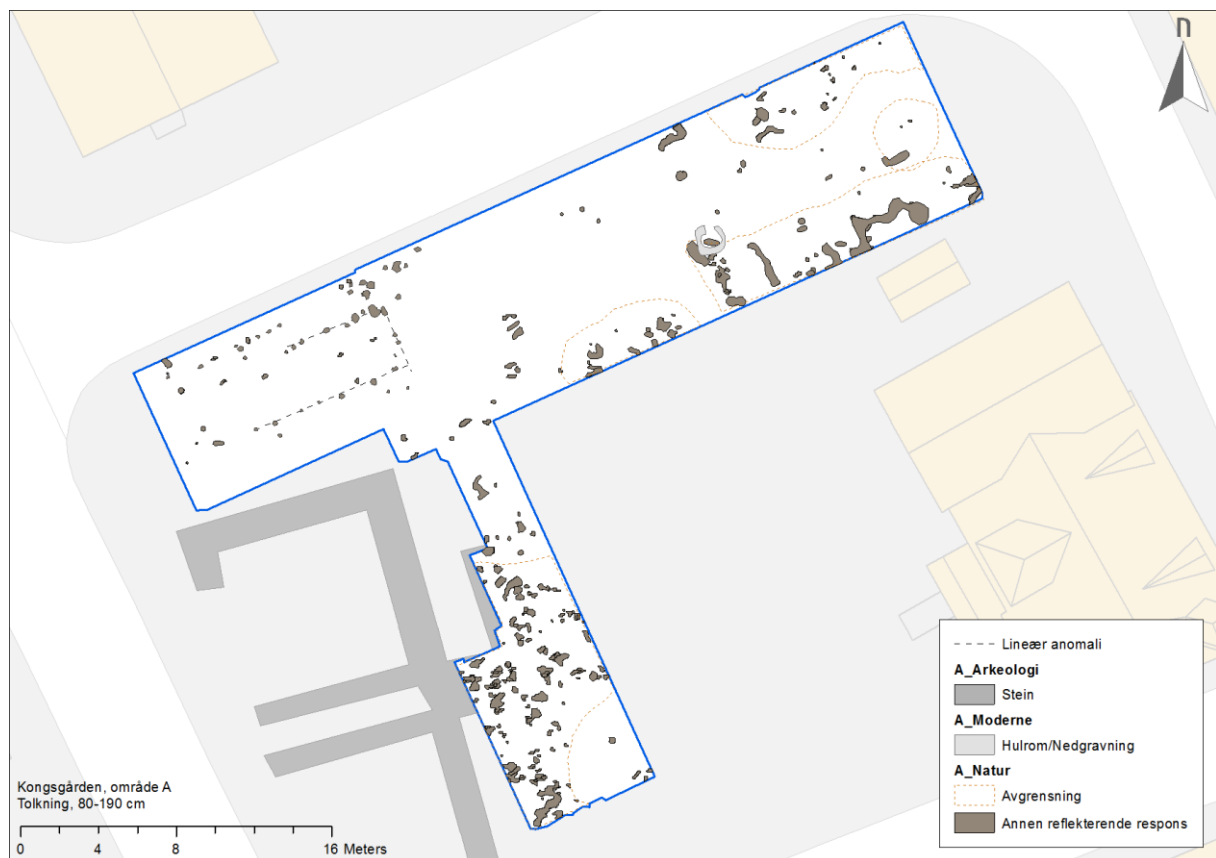 n
Lineær anomali
A_Arkeologi
Stein
A_Moderne
Hulrom/Nedgravning
A_Natur
Avgrensning
Annen reflekterende respons
Kongsgården, område A
Tolkning, 80-190 cm
0 4 8 16 Meters